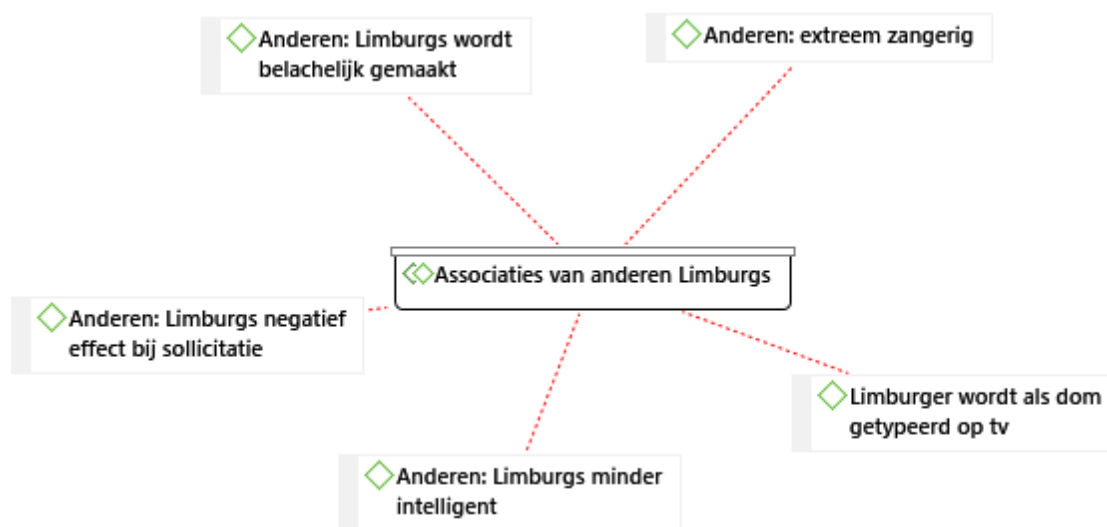 Anderen: Limburgs wordt
belachelijk gemaakt
Anderen: extreem zangerig
Associaties van anderen Limburgs
Anderen: Limburgs negatief
effect bij sollicitatie
Limburger wordt als dom
getypeerd op tv
Anderen: Limburgs minder
intelligent